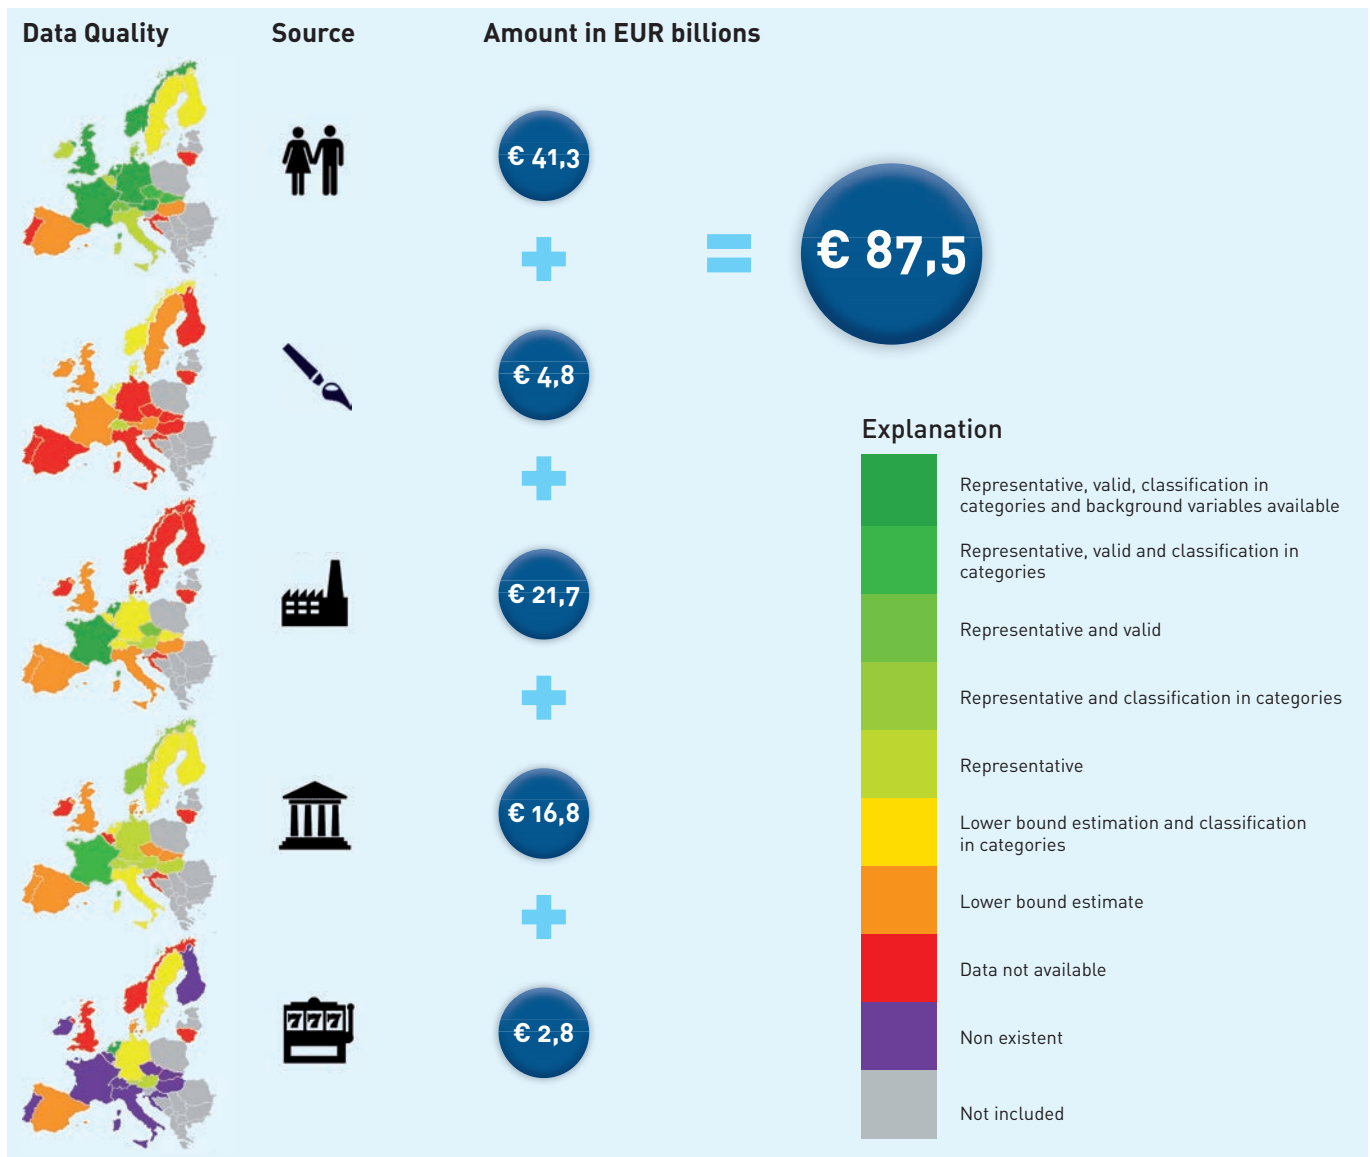 Data Quality
Source
Amount in EUR billions
€ 41,3
€ 87,5
€ 4,8
€ 21,7
€ 16,8
777
€ 2,8
Explanation
Representative, valid, classification in
categories and background variables available
Representative, valid and classification in
categories
Representative and valid
Representative and classification in categories
Representative
Lower bound estimation and classification
in categories
Lower bound estimate
Data not available
Non existent
Not included